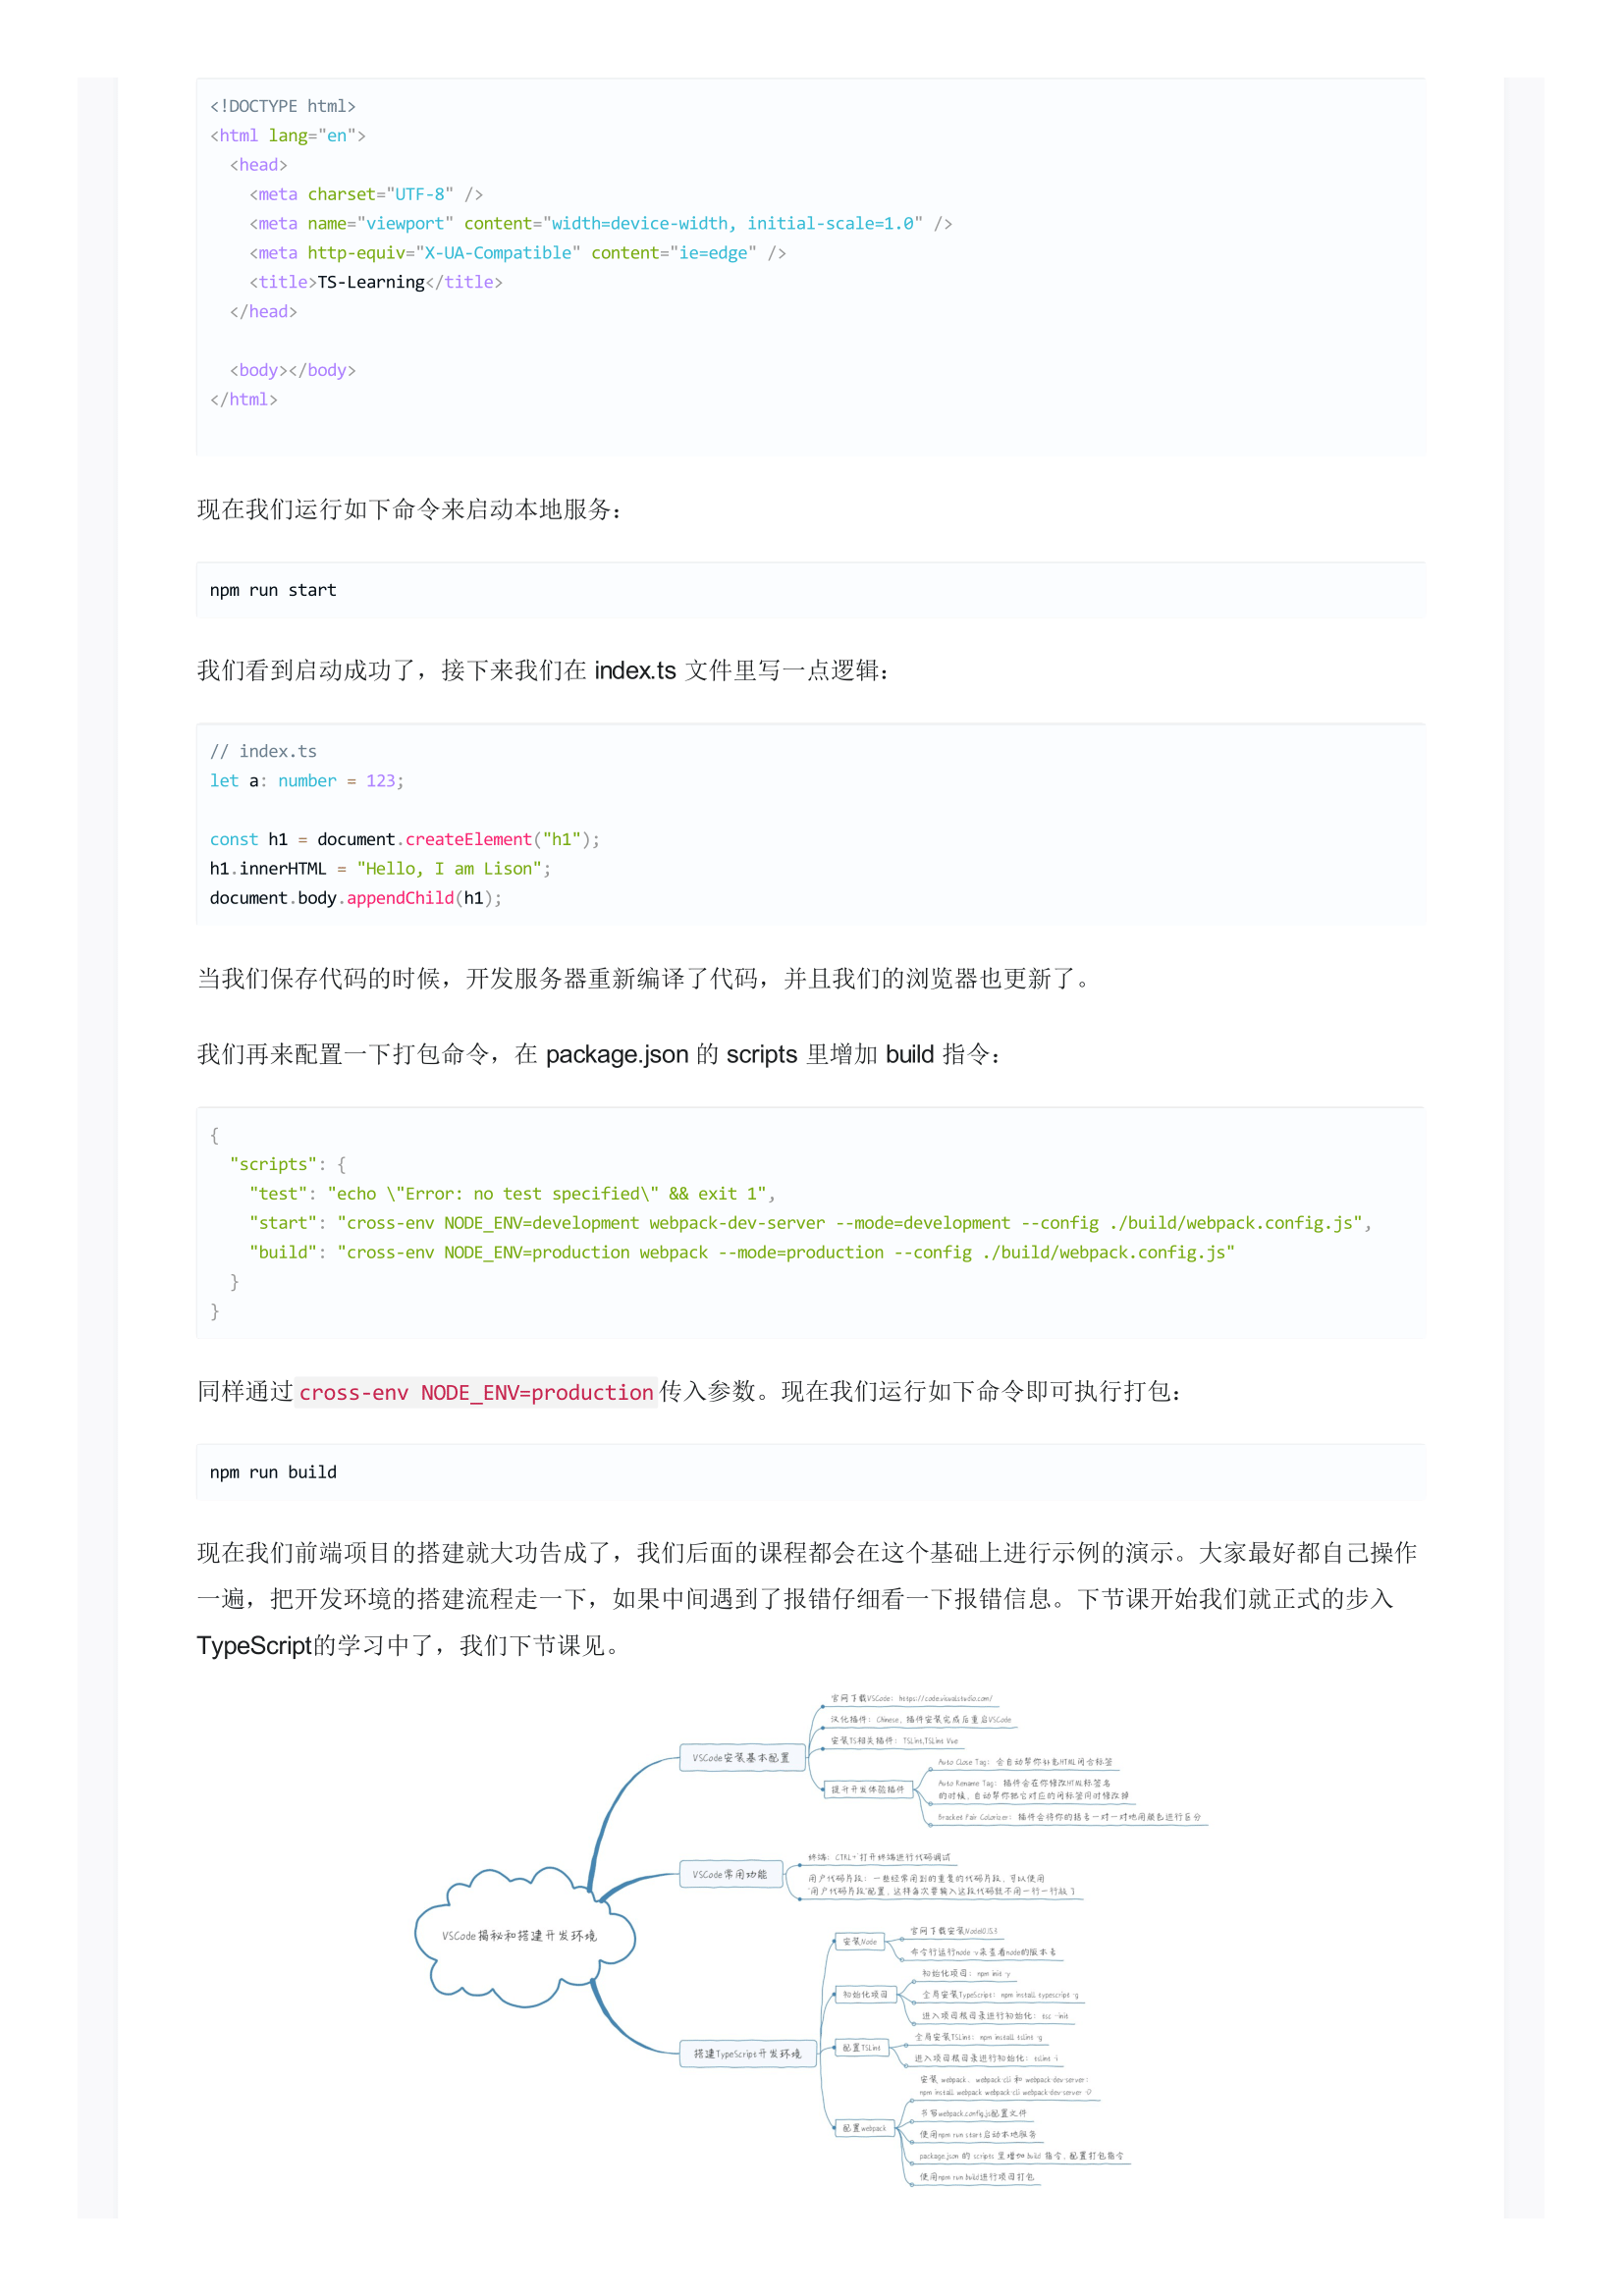 <!DOCTYPE html>
<html lang="en">
  <head>
    <meta charset="UTF-8" />
    <meta name="viewport" content="width=device-width, initial-scale=1.0" />
    <meta http-equiv="X-UA-Compatible" content="ie=edge" />
    <title>TS-Learning</title>
  </head>

  <body></body>
</html>
现在我们运行如下命令来启动本地服务：
npm run start
我们看到启动成功了，接下来我们在 index.ts 文件里写一点逻辑：
// index.ts
let a: number = 123;

const h1 = document.createElement("h1");
h1.innerHTML = "Hello, I am Lison";
document.body.appendChild(h1);
当我们保存代码的时候，开发服务器重新编译了代码，并且我们的浏览器也更新了。
我们再来配置一下打包命令，在 package.json 的 scripts 里增加 build 指令：
{
  "scripts": {
    "test": "echo \"Error: no test specified\" && exit 1",
    "start": "cross-env NODE_ENV=development webpack-dev-server --mode=development --config ./build/webpack.config.js",
    "build": "cross-env NODE_ENV=production webpack --mode=production --config ./build/webpack.config.js"
  }
}
同样通过cross-env NODE_ENV=production传入参数。现在我们运行如下命令即可执行打包：
npm run build
现在我们前端项目的搭建就大功告成了，我们后面的课程都会在这个基础上进行示例的演示。大家最好都自己操作
一遍，把开发环境的搭建流程走一下，如果中间遇到了报错仔细看一下报错信息。下节课开始我们就正式的步入
TypeScript的学习中了，我们下节课见。
VSCode揭秘和搭建开发环境
VSCode安装基本配置
官网下载VSCode：https://code.visualstudio.com/
汉化插件：Chinese，插件安装完成后重启VSCode
安装TS相关插件：TSLint,TSLint Vue
提升开发体验插件
Auto Close Tag：会自动帮你补充HTML闭合标签
Auto Rename Tag：插件会在你修改HTML标签名
的时候，自动帮你把它对应的闭标签同时修改掉
Bracket Pair Colorizer：插件会将你的括号一对一对地用颜色进行区分
VSCode常用功能
终端：CTRL+`打开终端进行代码调试
用户代码片段：一些经常用到的重复的代码片段，可以使用
‘用户代码片段’配置，这样每次要输入这段代码就不用一行一行敲了
搭建TypeScript开发环境
安装Node
官网下载安装Node10.15.3
命令行运行node -v来查看node的版本号
初始化项目
初始化项目：npm init -y
全局安装TypeScript：npm install typescript -g
进入项目根目录进行初始化：tsc --init
配置TSLint
全局安装TSLint：npm install tslint -g
进入项目根目录进行初始化：tslint -i
配置webpack
安装 webpack、webpack-cli 和 webpack-dev-server：
npm install webpack webpack-cli webpack-dev-server -D
书写webpack.config.js配置文件
使用npm run start启动本地服务
package.json 的 scripts 里增加 build 指令，配置打包指令
使用npm run build进行项目打包